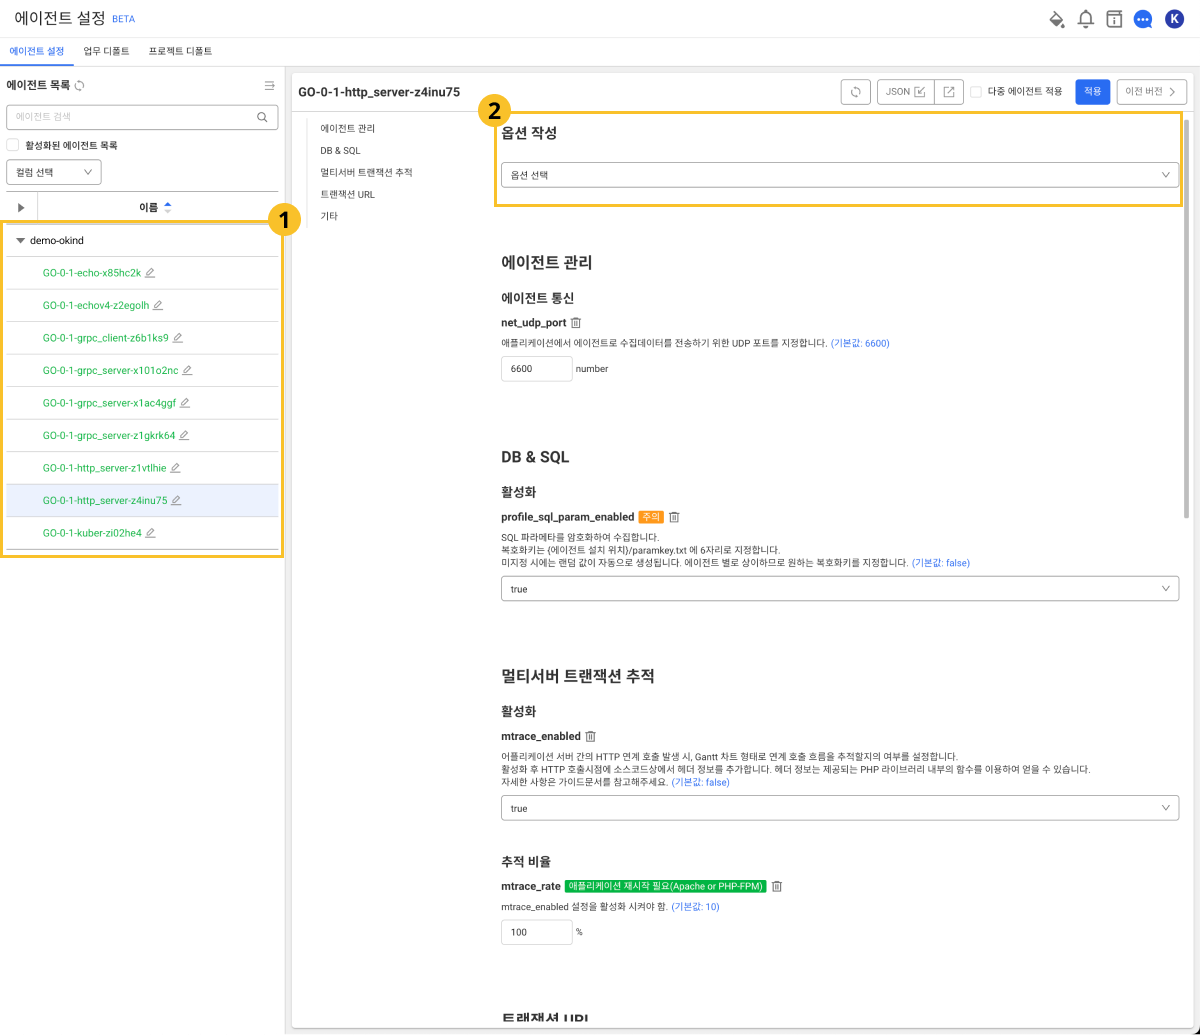 에이전트 설정 BETA
K
에이전트 설정 업무 디폴트 프로젝트 디폴트
에이전트 목록
에이전트 검색
활성화된 에이전트 목록
컬럼 선택
이름
1
demo-okind
GO-0-1-echo-x85hc2k
GO-0-1-echov4-z2egolh
GO-0-1-grpc_client-z6b1ks9
GO-0-1-grpc_server-x101o2nc
GO-0-1-grpc_server-x1ac4ggf
GO-0-1-grpc_server-z1gkrk64
GO-0-1-http_server-z1vtlhie
GO-0-1-http_server-z4inu75
GO-0-1-kuber-zi02he4
GO-0-1-http_server-z4inu75
JSON
다중 에이전트 적용
적용
이전 버전
에이전트 관리
DB & SQL
멀티서버 트랜잭션 추적
트랜잭션 URL
기타
2
옵션 작성
옵션 선택
에이전트 관리
에이전트 통신
net_udp_port
애플리케이션에서 에이전트로 수집데이터를 전송하기 위한 UDP 포트를 지정합니다. (기본값: 6600)
6600 number
DB & SQL
활성화
profile_sql_param_enabled 주의
SQL 파라메타를 암호화하여 수집합니다.
복호화키는 {에이전트 설치 위치}/paramkey.txt 에 6자리로 지정합니다.
미지정 시에는 랜덤 값이 자동으로 생성됩니다. 에이전트 별로 상이하므로 원하는 복호화키를 지정합니다. (기본값: false)
true
멀티서버 트랜잭션 추적
활성화
mtrace_enabled
어플리케이션 서버 간의 HTTP 연계 호출 발생 시, Gantt 차트 형태로 연계 호출 흐름을 추적할지의 여부를 설정합니다.
활성화 후 HTTP 호출시점에 소스코드상에서 헤더 정보를 추가합니다. 헤더 정보는 제공되는 PHP 라이브러리 내부의 함수를 이용하여 얻을 수 있습니다.
자세한 사항은 가이드문서를 참고해주세요. (기본값: false)
true
추적 비율
mtrace_rate 애플리케이션 재시작 필요(Apache or PHP-FPM)
mtrace_enabled 설정을 활성화 시켜야 함. (기본값: 10)
100 %
트랜잭션 URL